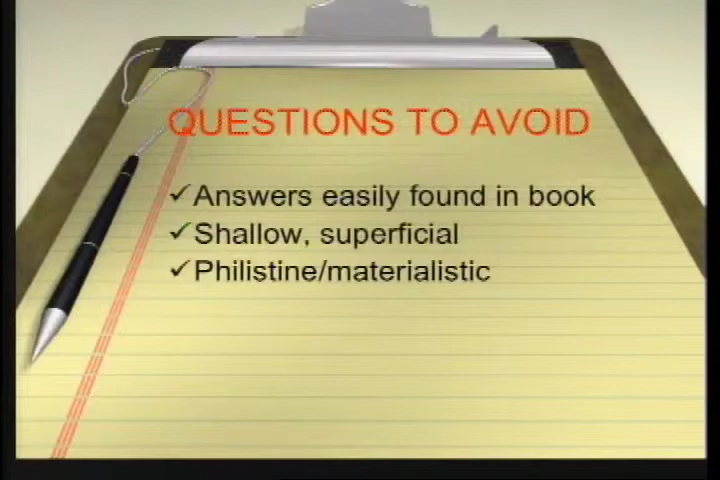 QUESTIONS TO AVOID
✓Answers easily found in book
✓Shallow, superficial
✓Philistine/materialistic